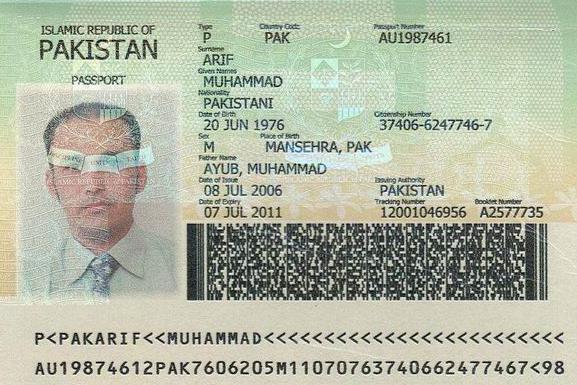 ISLAMIC REPUBLIC OF
PAKISTAN
PASSPORT
Type Country Code Passport Number
P PAK AU1987461
Surname
ARIF
Given Names
MUHAMMAD
Nationality
PAKISTANI
Date of Birth Citizenship Number
20 JUN 1976 37406-6247746-7
Sex Place of Birth
M MANSEHRA, PAK
Father Name
AYUB, MUHAMMAD
Date of Issue Issuing Authority
08 JUL 2006 PAKISTAN
Date of Expiry Tracking Number Booklet Number
07 JUL 2011 12001046956 A2577735
ISLAMIC REPUBLIC OF PAKISTAN
P<PAKARIF<<MUHAMMAD<<<<<<<<<<<<<<<<<<<<<<<<<
AU19874612PAK7606205M11070763740662477467<98